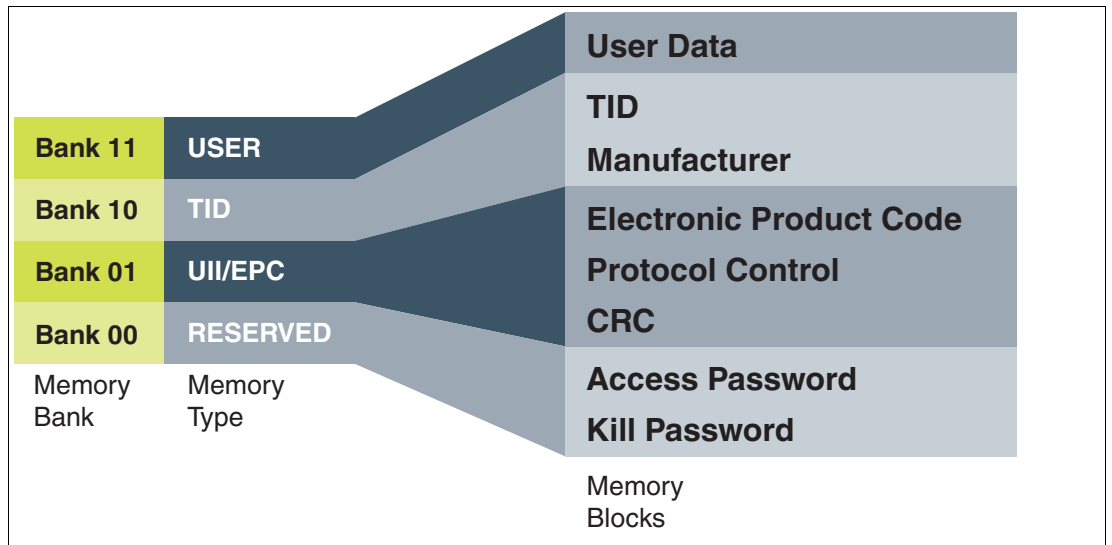 Bank 11 USER
Bank 10 TID
Bank 01 UII/EPC
Bank 00 RESERVED
Memory
Bank
Memory
Type
User Data
TID
Manufacturer
Electronic Product Code
Protocol Control
CRC
Access Password
Kill Password
Memory
Blocks